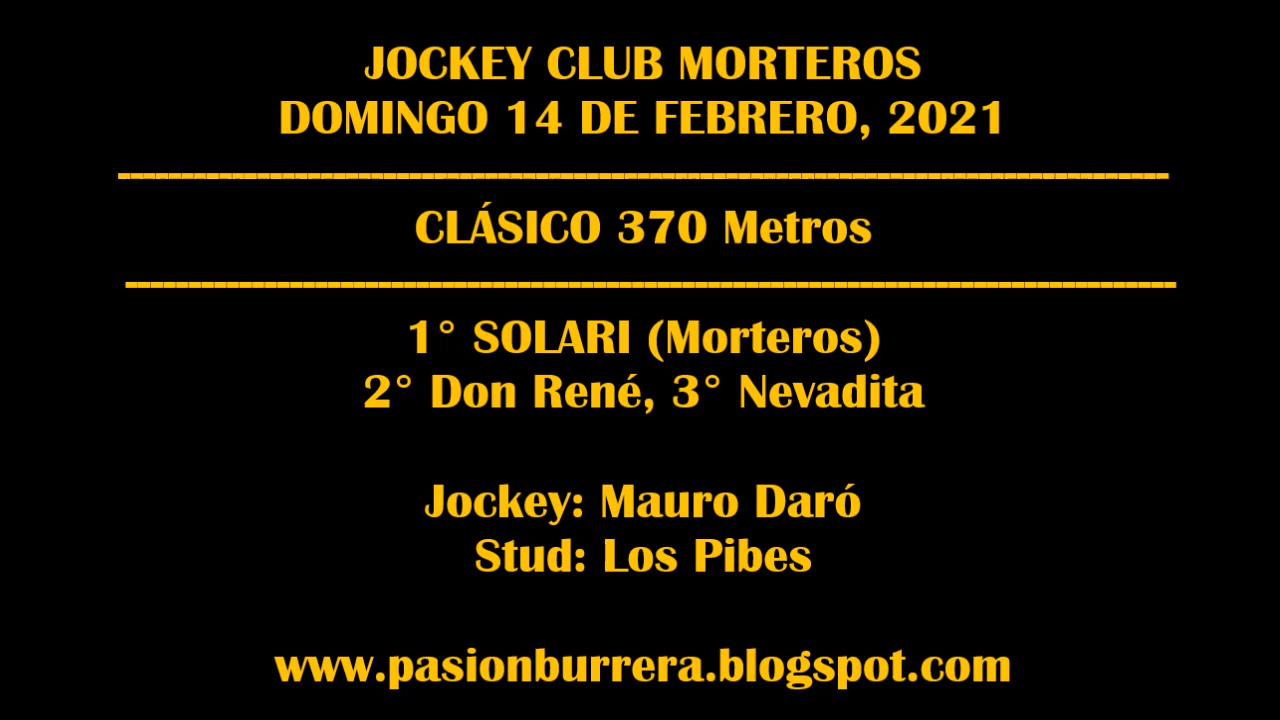 JOCKEY CLUB MORTEROS
DOMINGO 14 DE FEBRERO, 2021
CLÁSICO 370 Metros
1° SOLARI (Morteros)
2° Don René, 3° Nevadita
Jockey: Mauro Daró
Stud: Los Pibes
www.pasionburrera.blogspot.com